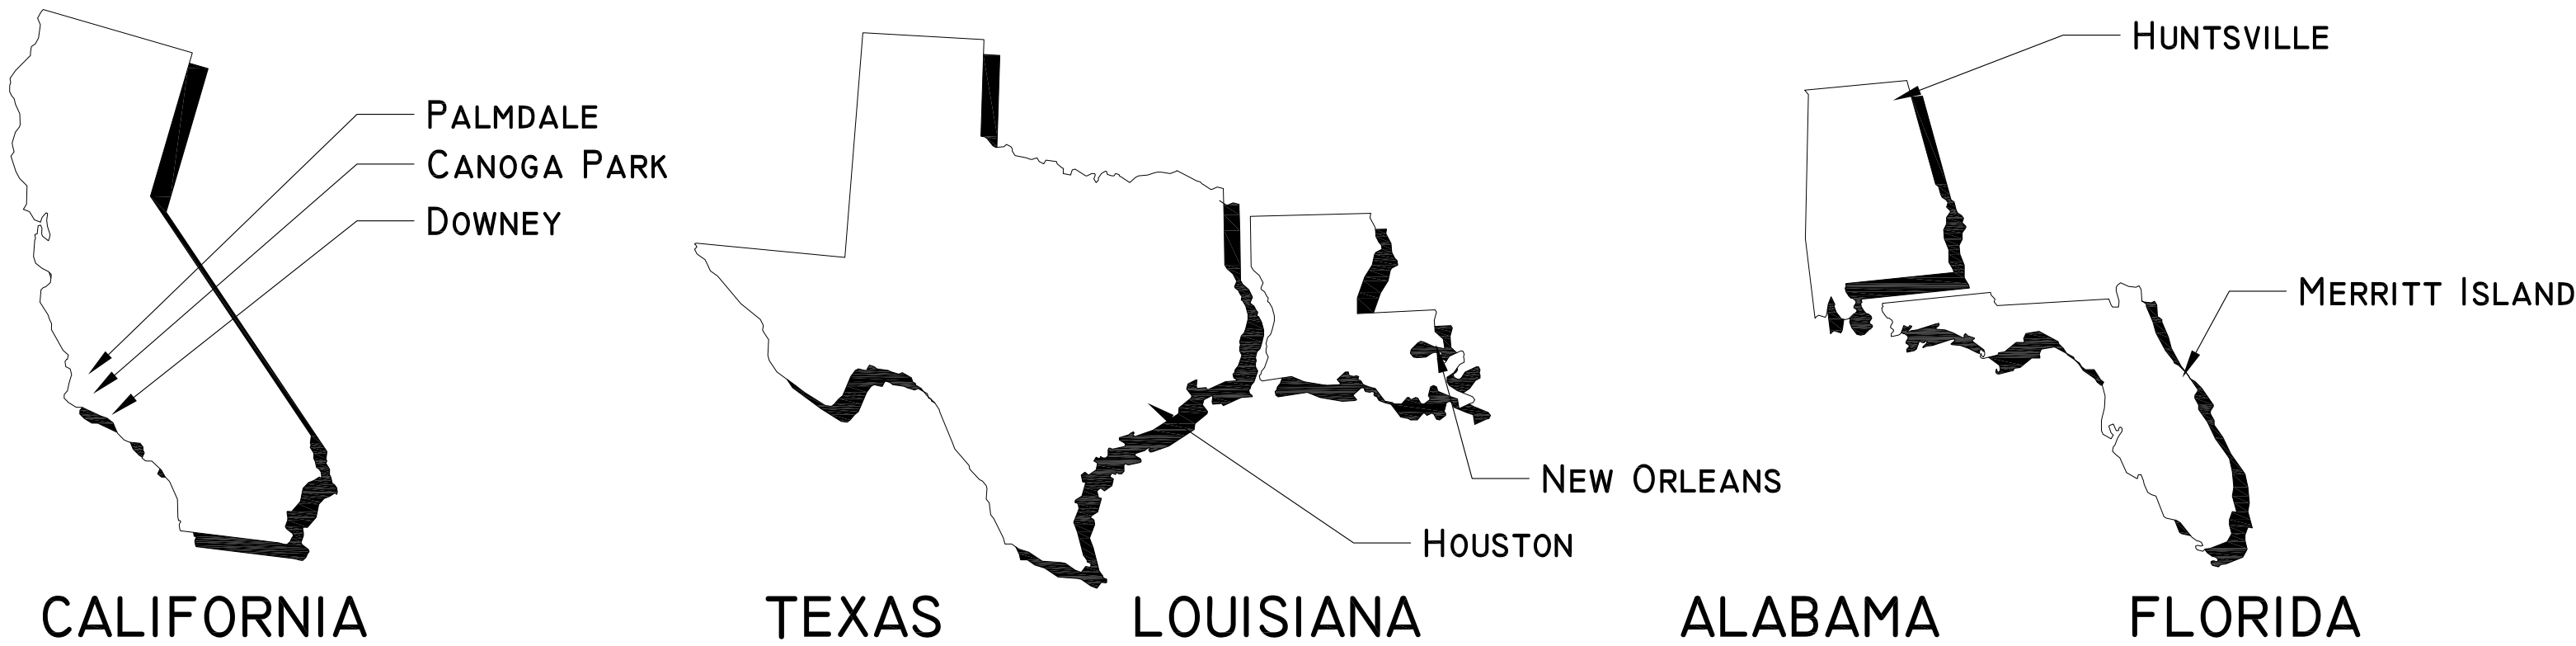 Palmdale
Canoga Park
Downey
CALIFORNIA
Houston
TEXAS
New Orleans
LOUISIANA
Huntsville
ALABAMA
Merritt Island
FLORIDA